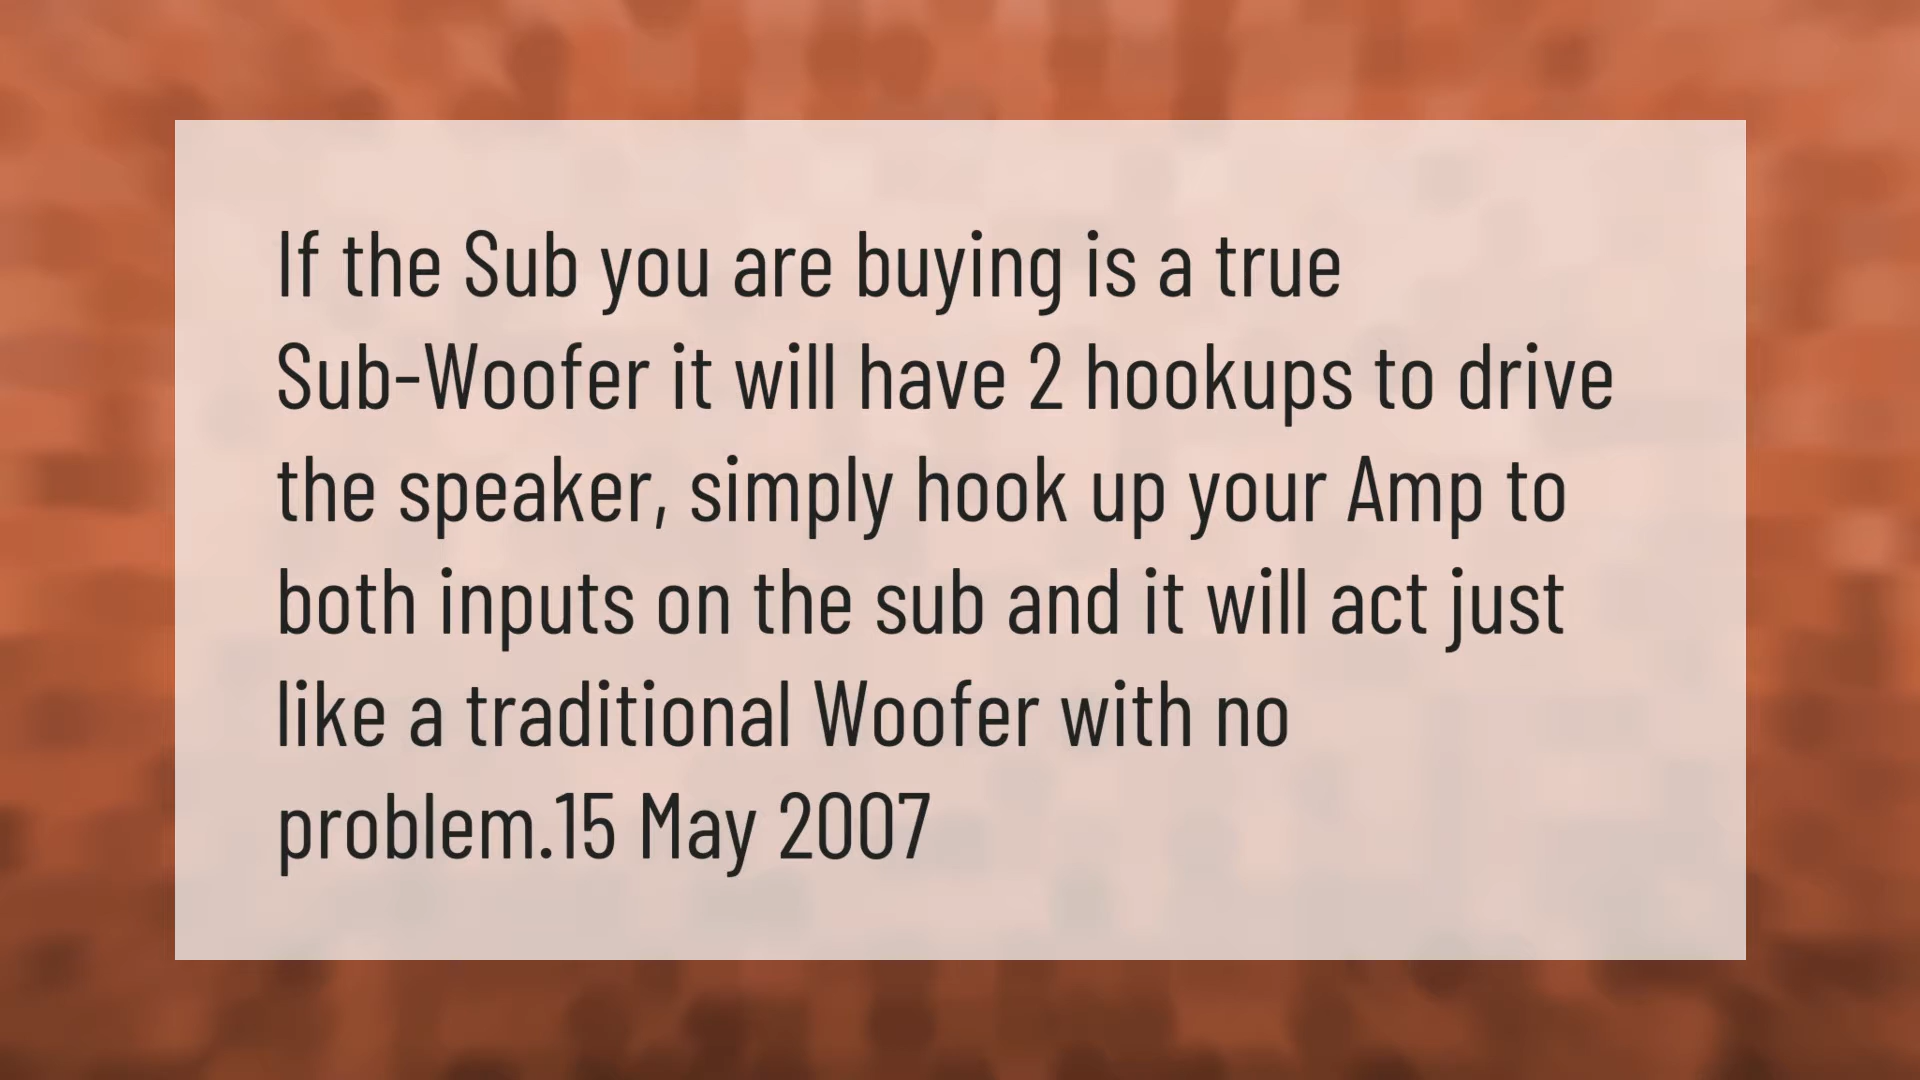 If the Sub you are buying is a true
Sub-Woofer it will have 2 hookups to drive
the speaker, simply hook up your Amp to
both inputs on the sub and it will act just
like a traditional Woofer with no
problem.15 May 2007